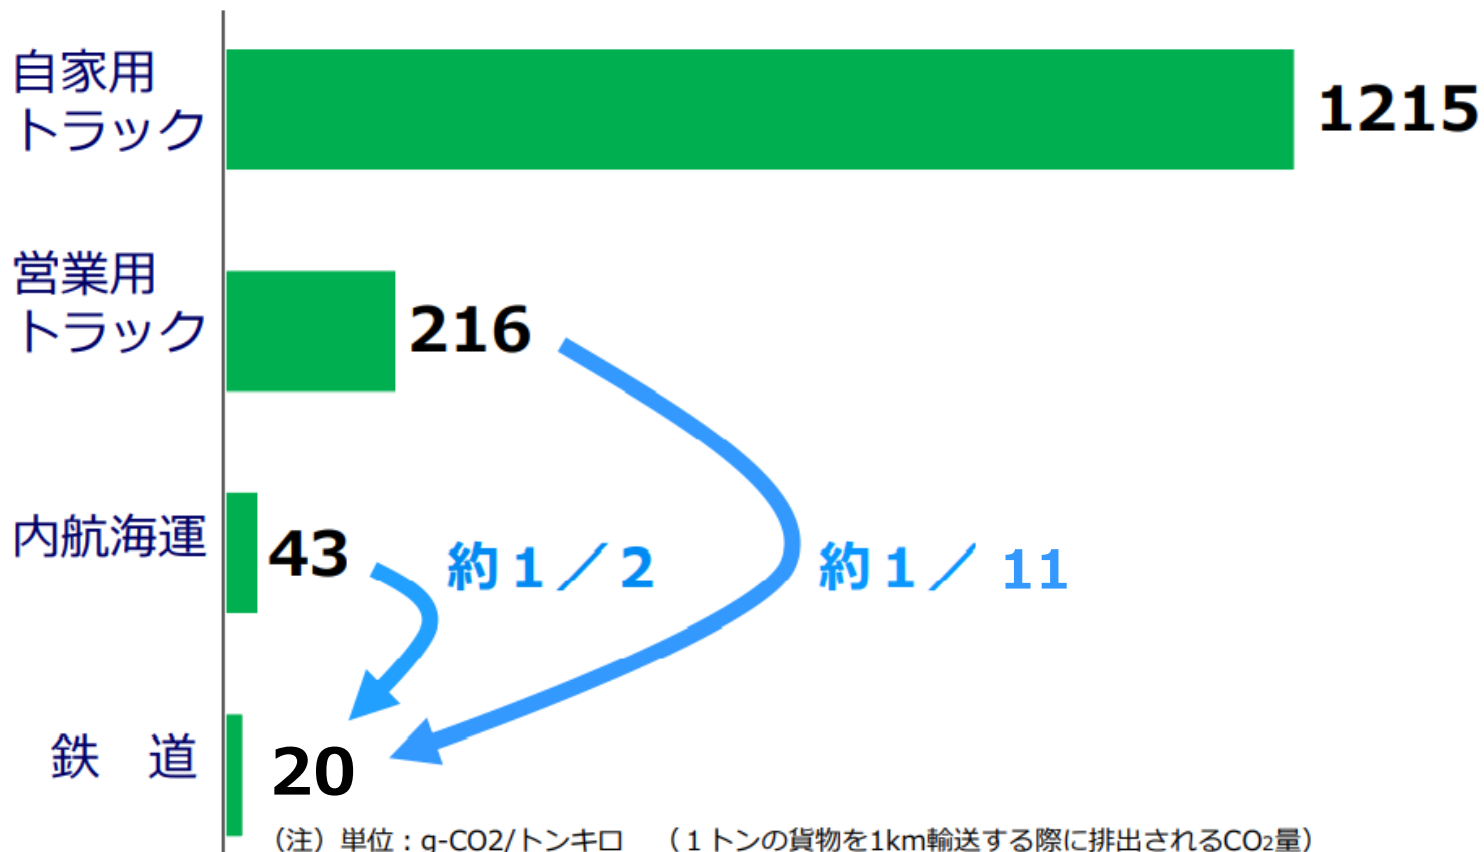 自家用
トラック
1215
営業用
トラック
216
内航海運
43
約1／2
約1／ 11
鉄　道
20
（注）単位：g-CO2/トンキロ　（１トンの貨物を1km輸送する際に排出されるCO₂量）